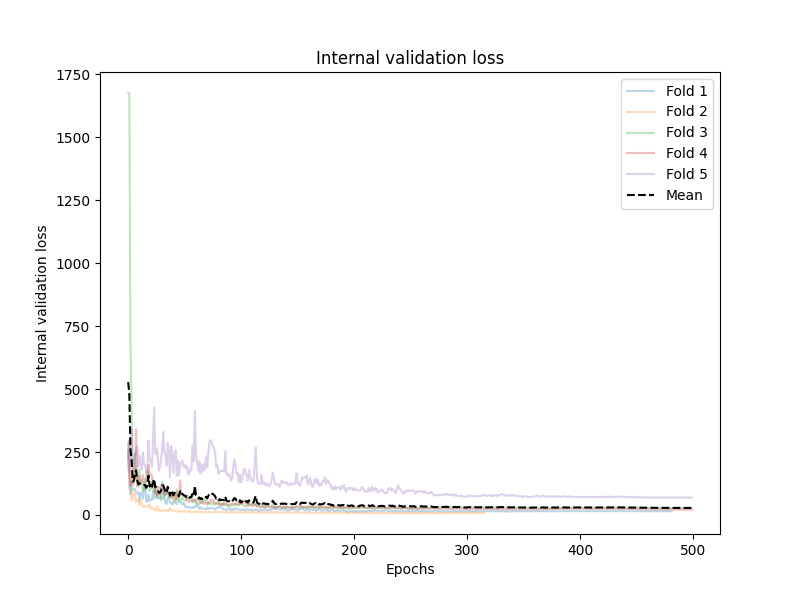 Internal validation loss
1750
1500
1250
1000
750
500
250
0
Internal validation loss
Fold 1
Fold 2
Fold 3
Fold 4
Fold 5
Mean
0 100 200 300 400 500
Epochs